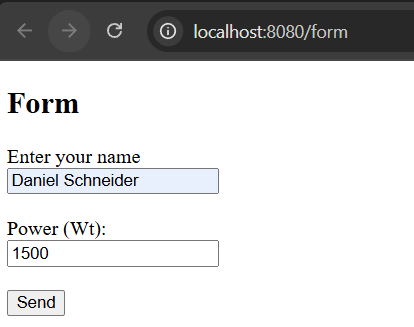 localhost:8080/form
Form
Enter your name
Daniel Schneider
Power (Wt):
1500
Send